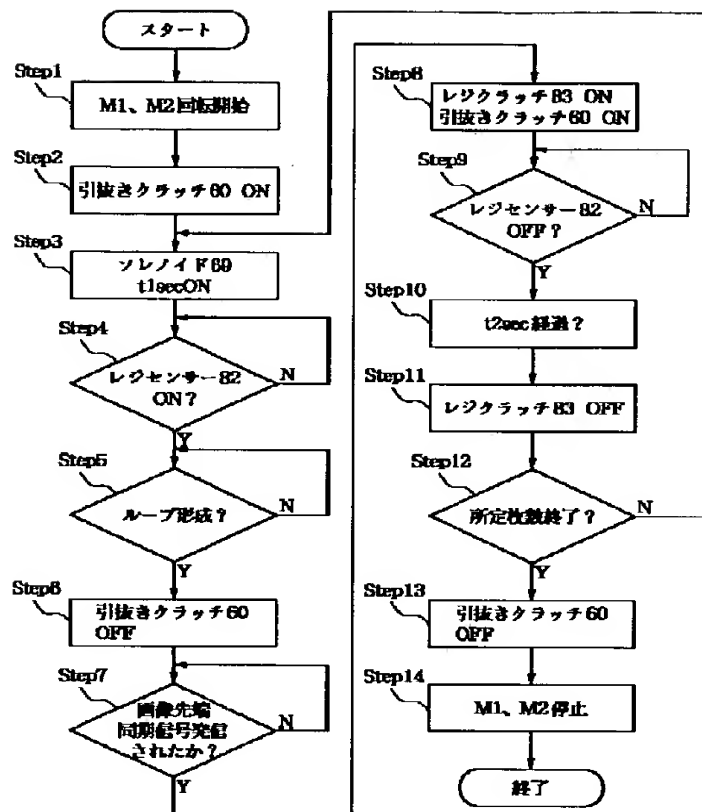 スタート
Step1
M1、M2回転開始
Step2
引抜きクラッチ60 ON
Step3
ソレノイド69
t1secON
Step4
レジセンサー82
ON？
N
Y
Step5
ループ形成？
N
Y
Step6
引抜きクラッチ60
OFF
Step7
画像先端
同期信号発信
されたか？
N
Y
Step8
レジクラッチ83 ON
引抜きクラッチ60 ON
Step9
レジセンサー82
OFF？
N
Y
Step10
t2sec経過？
Step11
レジクラッチ83 OFF
Step12
所定枚数終了？
N
Y
Step13
引抜きクラッチ60
OFF
Step14
M1、M2停止
終了